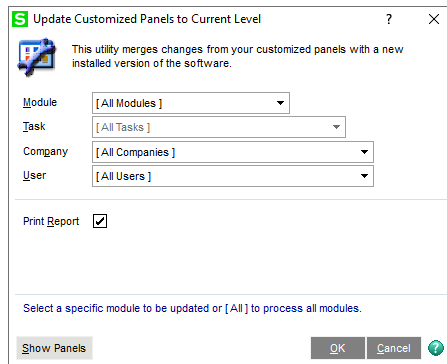 S Update Customized Panels to Current Level ?
This utility merges changes from your customized panels with a new
installed version of the software.
Module [ All Modules ]
Task [ All Tasks ]
Company [ All Companies ]
User [ All Users ]
Print Report
Select a specific module to be updated or [ All ] to process all modules.
Show Panels OK Cancel ?